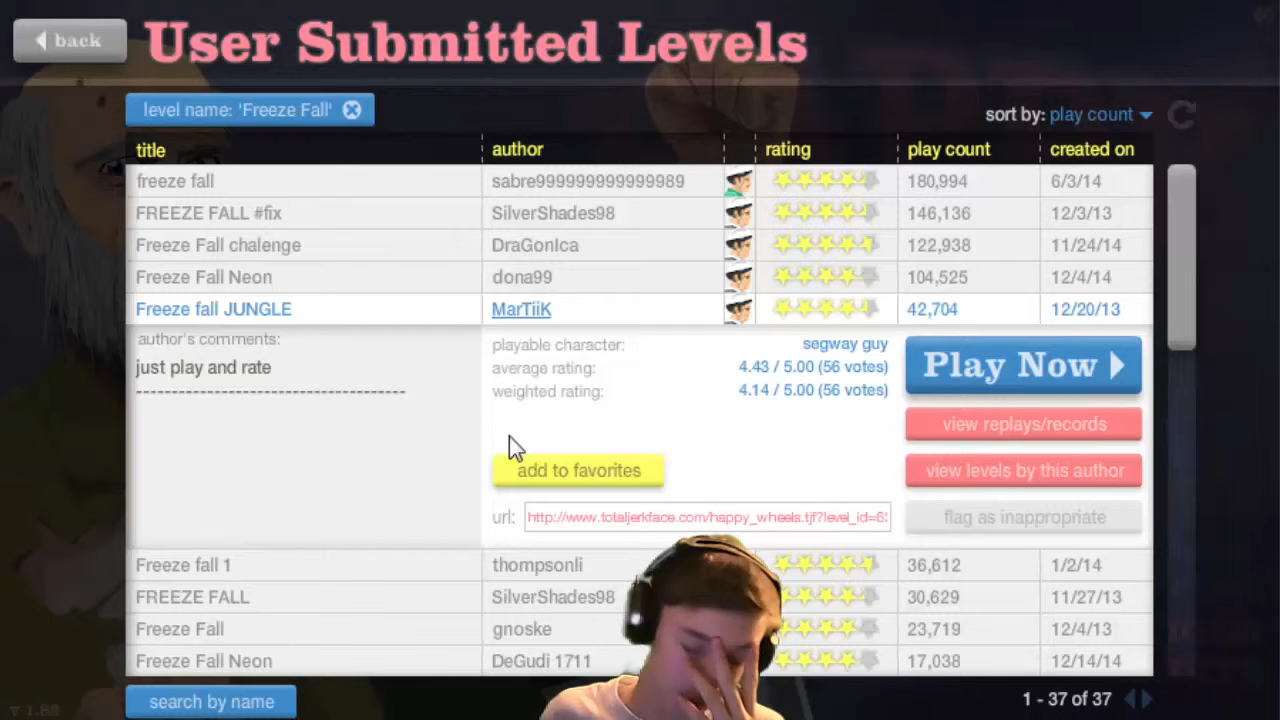 back
User Submitted Levels
level name: 'Freeze Fall'
sort by: play count
title author rating play count created on
freeze fall sabre999999999999989 180,994 6/3/14
FREEZE FALL #fix SilverShades98 146,136 12/3/13
Freeze Fall chalenge DraGonIca 122,938 11/24/14
Freeze Fall Neon dona99 104,525 12/4/14
Freeze fall JUNGLE MarTiiK 42,704 12/20/13
author's comments:
just play and rate
----------------------------------------
playable character: segway guy
average rating: 4.43 / 5.00 (56 votes)
weighted rating: 4.14 / 5.00 (56 votes)
Play Now
view replays/records
add to favorites
view levels by this author
url: http://www.totaljerkface.com/happy_wheels.tjf?level_id=6
flag as inappropriate
Freeze fall 1 thompsonli 36,612 1/2/14
FREEZE FALL SilverShades98 30,629 11/27/13
Freeze Fall gnoske 23,719 12/4/13
Freeze Fall Neon DeGudi 1711 17,038 12/14/14
search by name
1 - 37 of 37